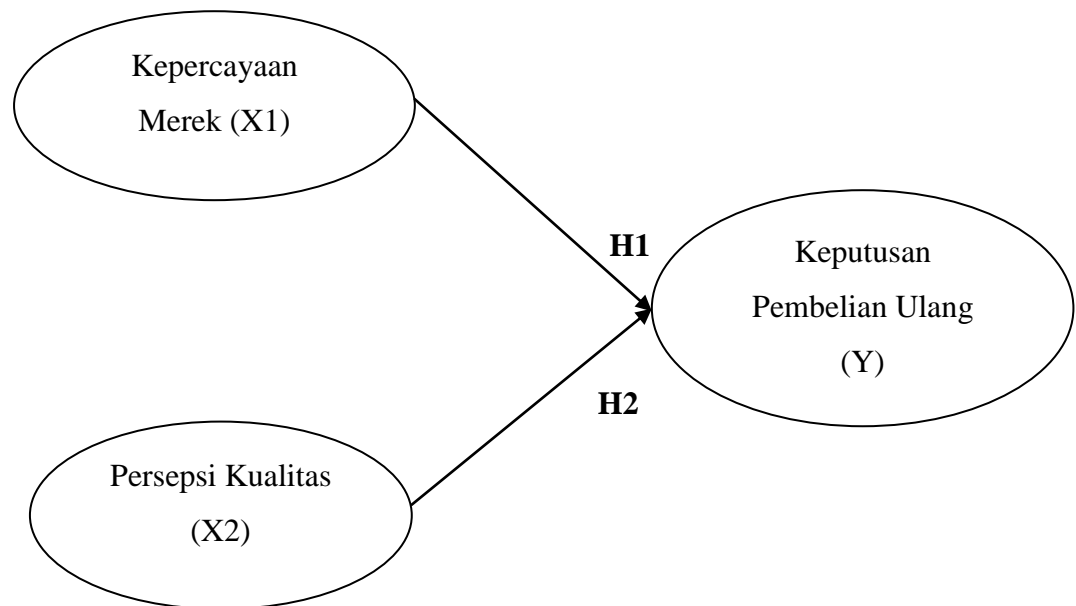 Kepercayaan
Merek (X1)
H1
Keputusan
Pembelian Ulang
(Y)
H2
Persepsi Kualitas
(X2)